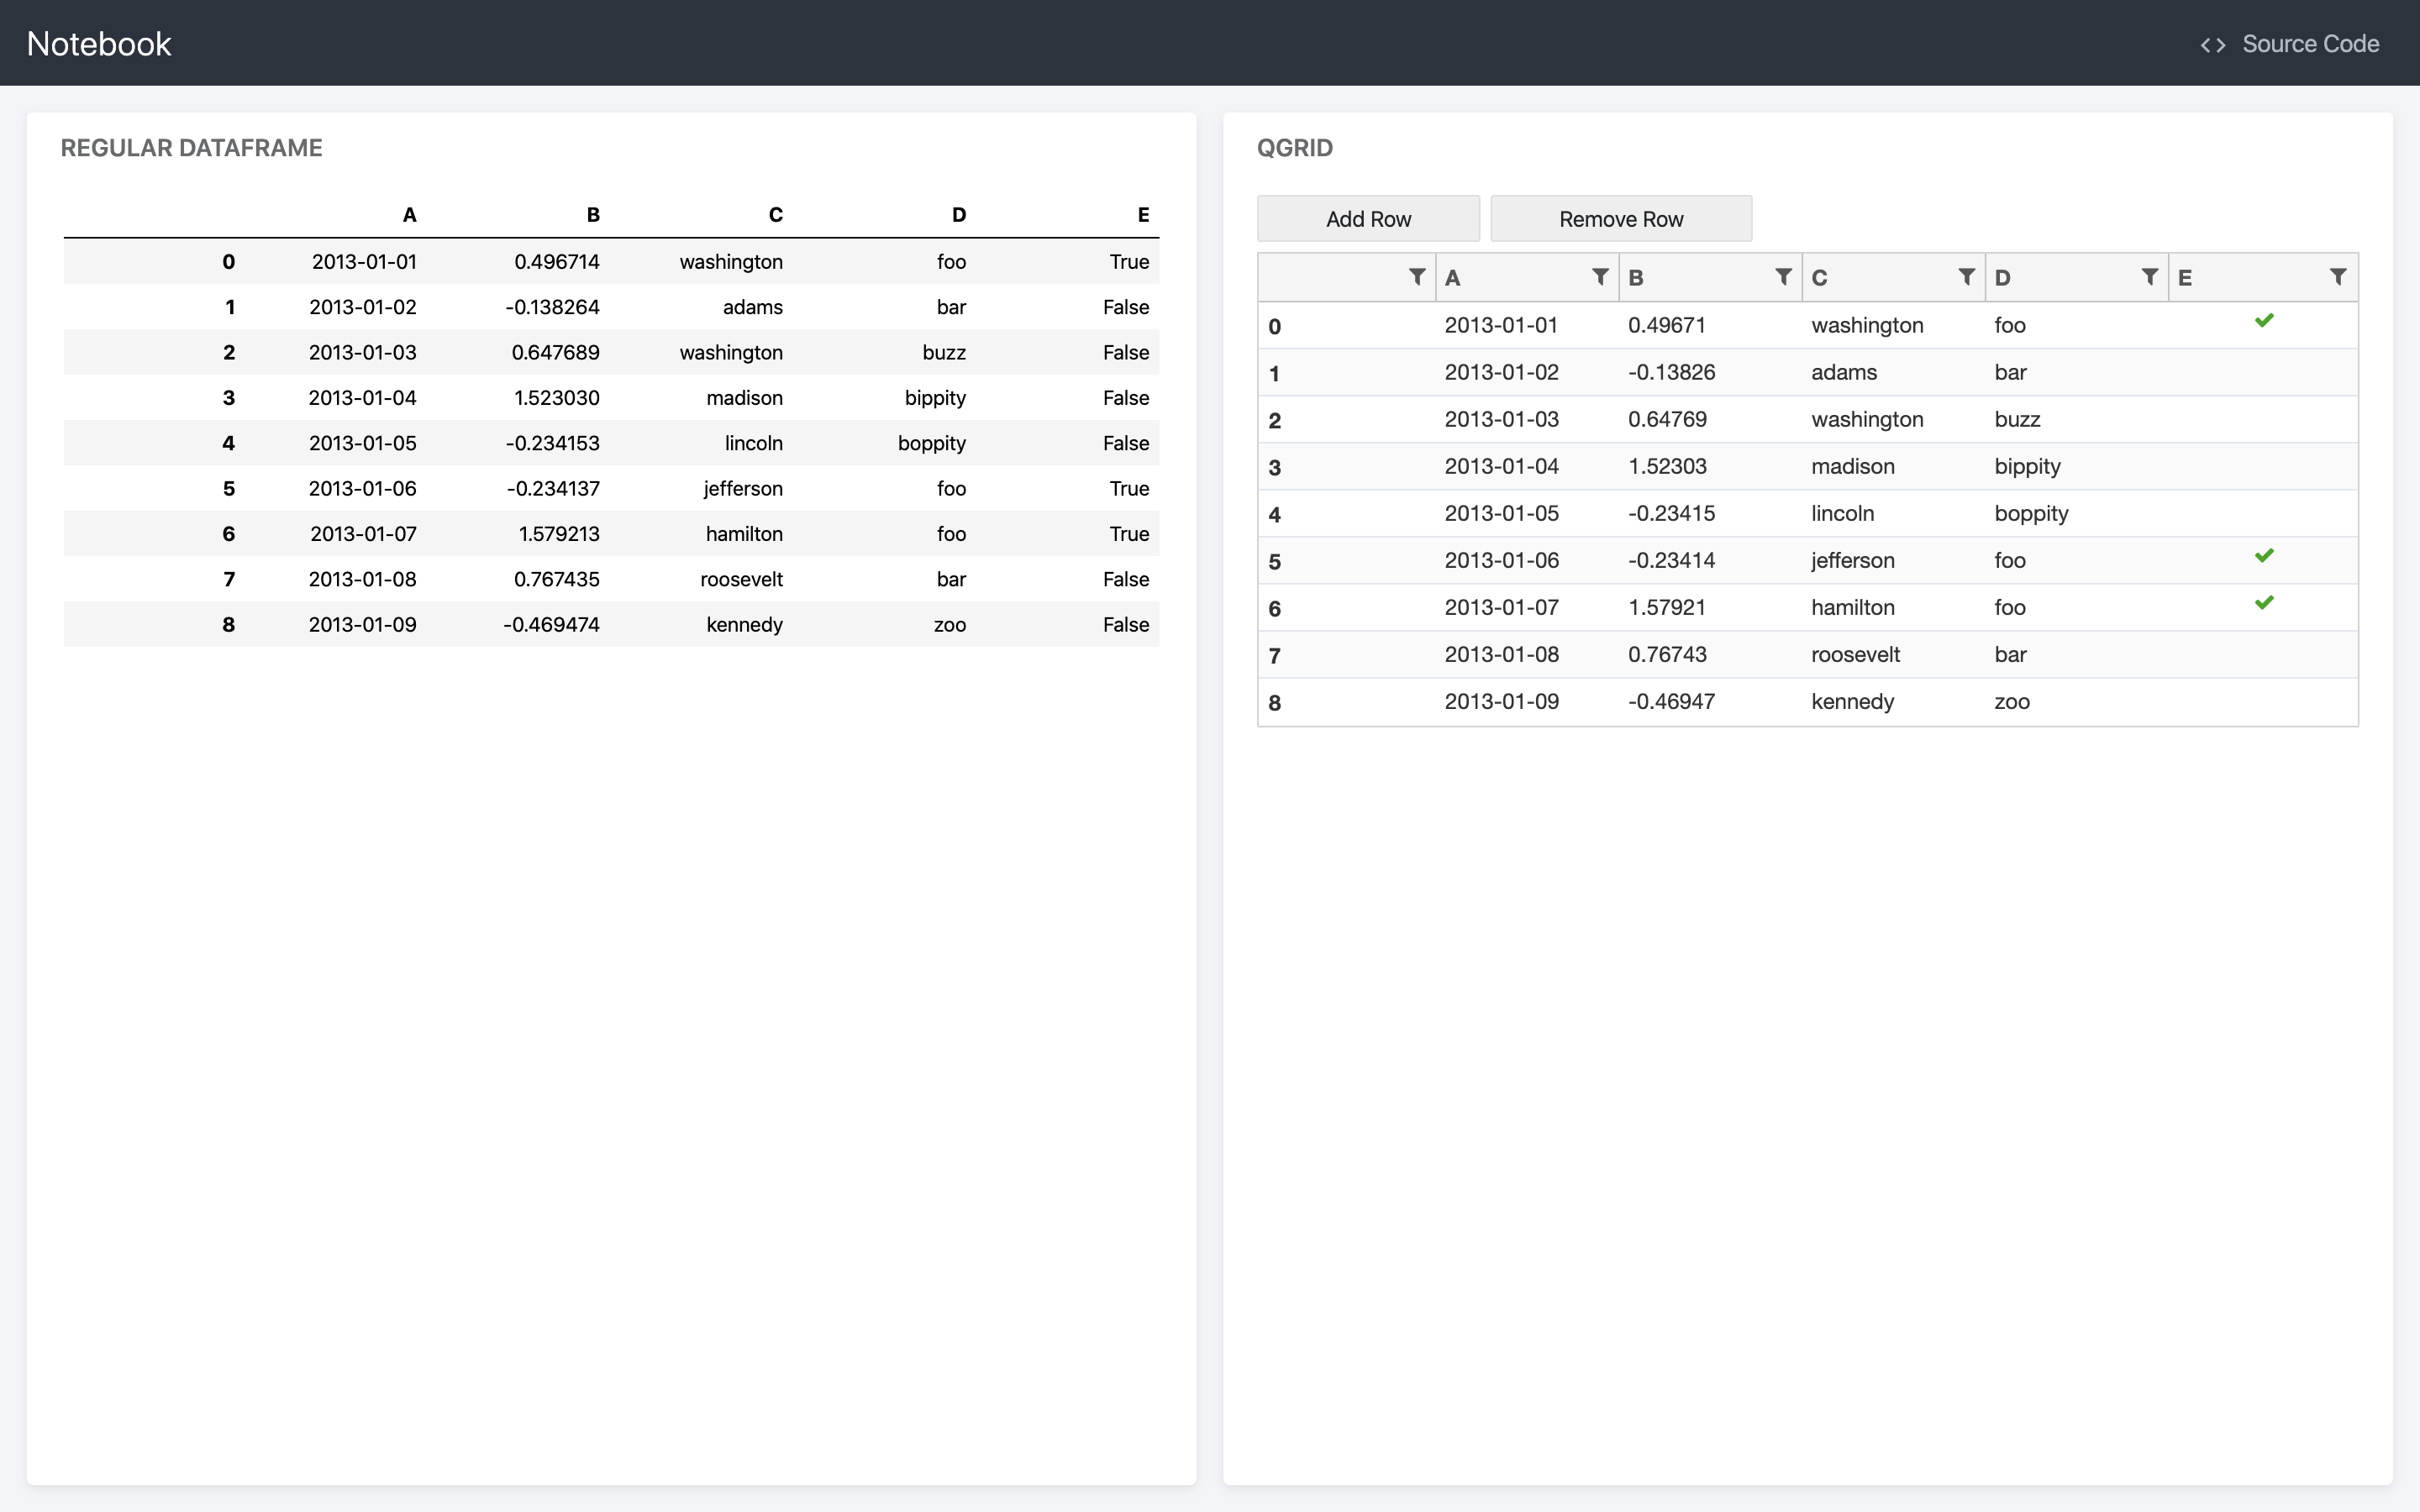 Notebook
<> Source Code
REGULAR DATAFRAME
A B C D E
0 2013-01-01 0.496714 washington foo True
1 2013-01-02 -0.138264 adams bar False
2 2013-01-03 0.647689 washington buzz False
3 2013-01-04 1.523030 madison bippity False
4 2013-01-05 -0.234153 lincoln boppity False
5 2013-01-06 -0.234137 jefferson foo True
6 2013-01-07 1.579213 hamilton foo True
7 2013-01-08 0.767435 roosevelt bar False
8 2013-01-09 -0.469474 kennedy zoo False
QGRID
Add Row Remove Row
A B C D E
0 2013-01-01 0.49671 washington foo
1 2013-01-02 -0.13826 adams bar
2 2013-01-03 0.64769 washington buzz
3 2013-01-04 1.52303 madison bippity
4 2013-01-05 -0.23415 lincoln boppity
5 2013-01-06 -0.23414 jefferson foo
6 2013-01-07 1.57921 hamilton foo
7 2013-01-08 0.76743 roosevelt bar
8 2013-01-09 -0.46947 kennedy zoo